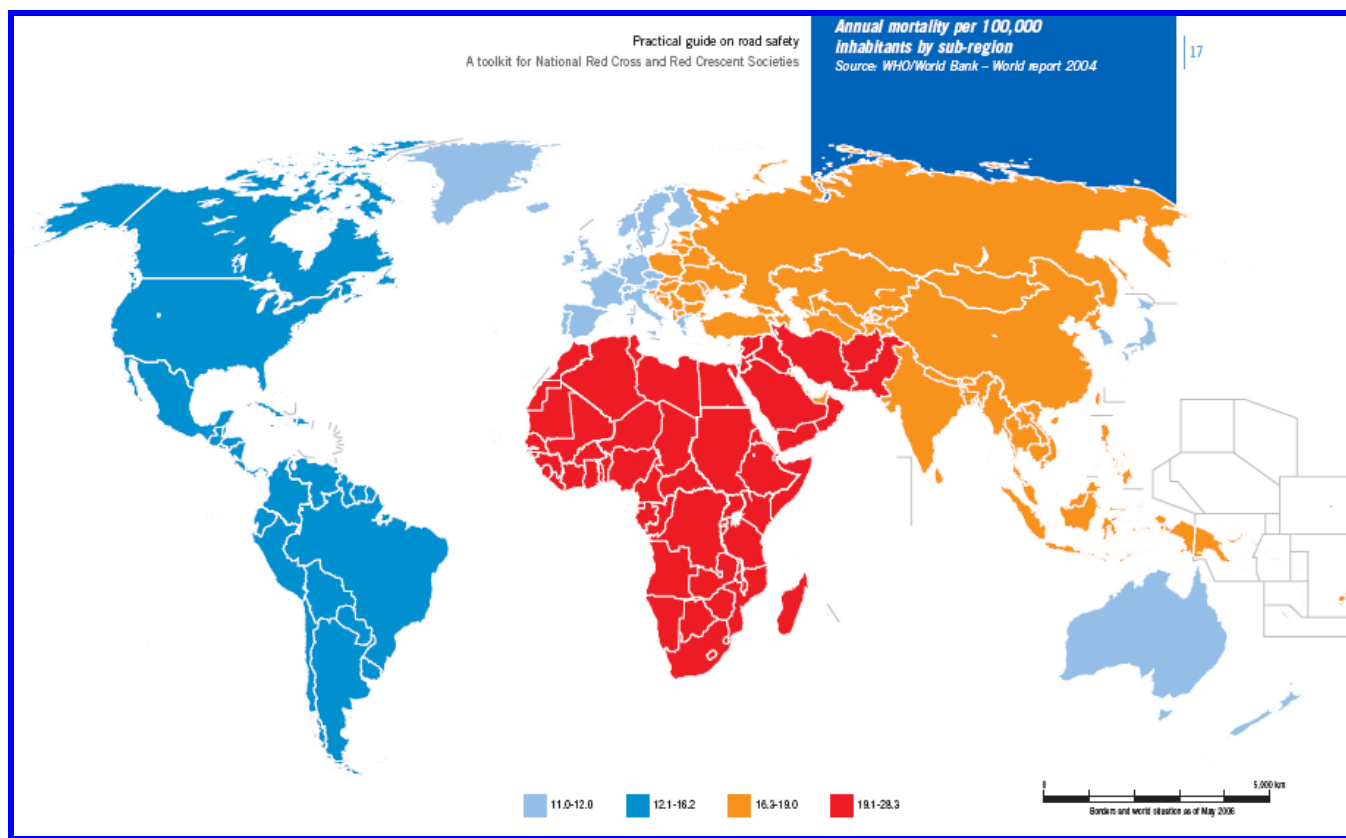 Practical guide on road safety
A toolkit for National Red Cross and Red Crescent Societies
Annual mortality per 100,000
inhabitants by sub-region
Source: WHO/World Bank – World report 2004
17
11.0-12.0
12.1-16.2
16.3-19.0
19.1-28.3
0
5,000 km
Borders and world situation as of May 2006